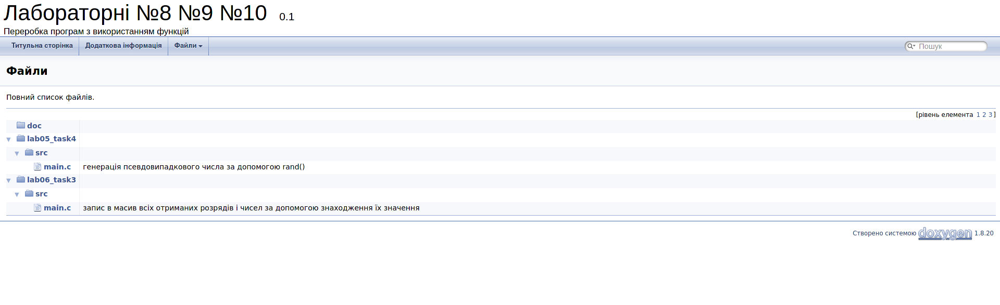 Лабораторні №8 №9 №10 0.1
Переробка програм з використанням функцій
Титульна сторінка Додаткова інформація Файли Пошук
Файли
Повний список файлів.
[рівень елемента 1 2 3]
doc
lab05_task4
src
main.c генерація псевдовипадкового числа за допомогою rand()
lab06_task3
src
main.c запис в масив всіх отриманих розрядів і чисел за допомогою знаходження їх значення
Створено системою doxygen 1.8.20